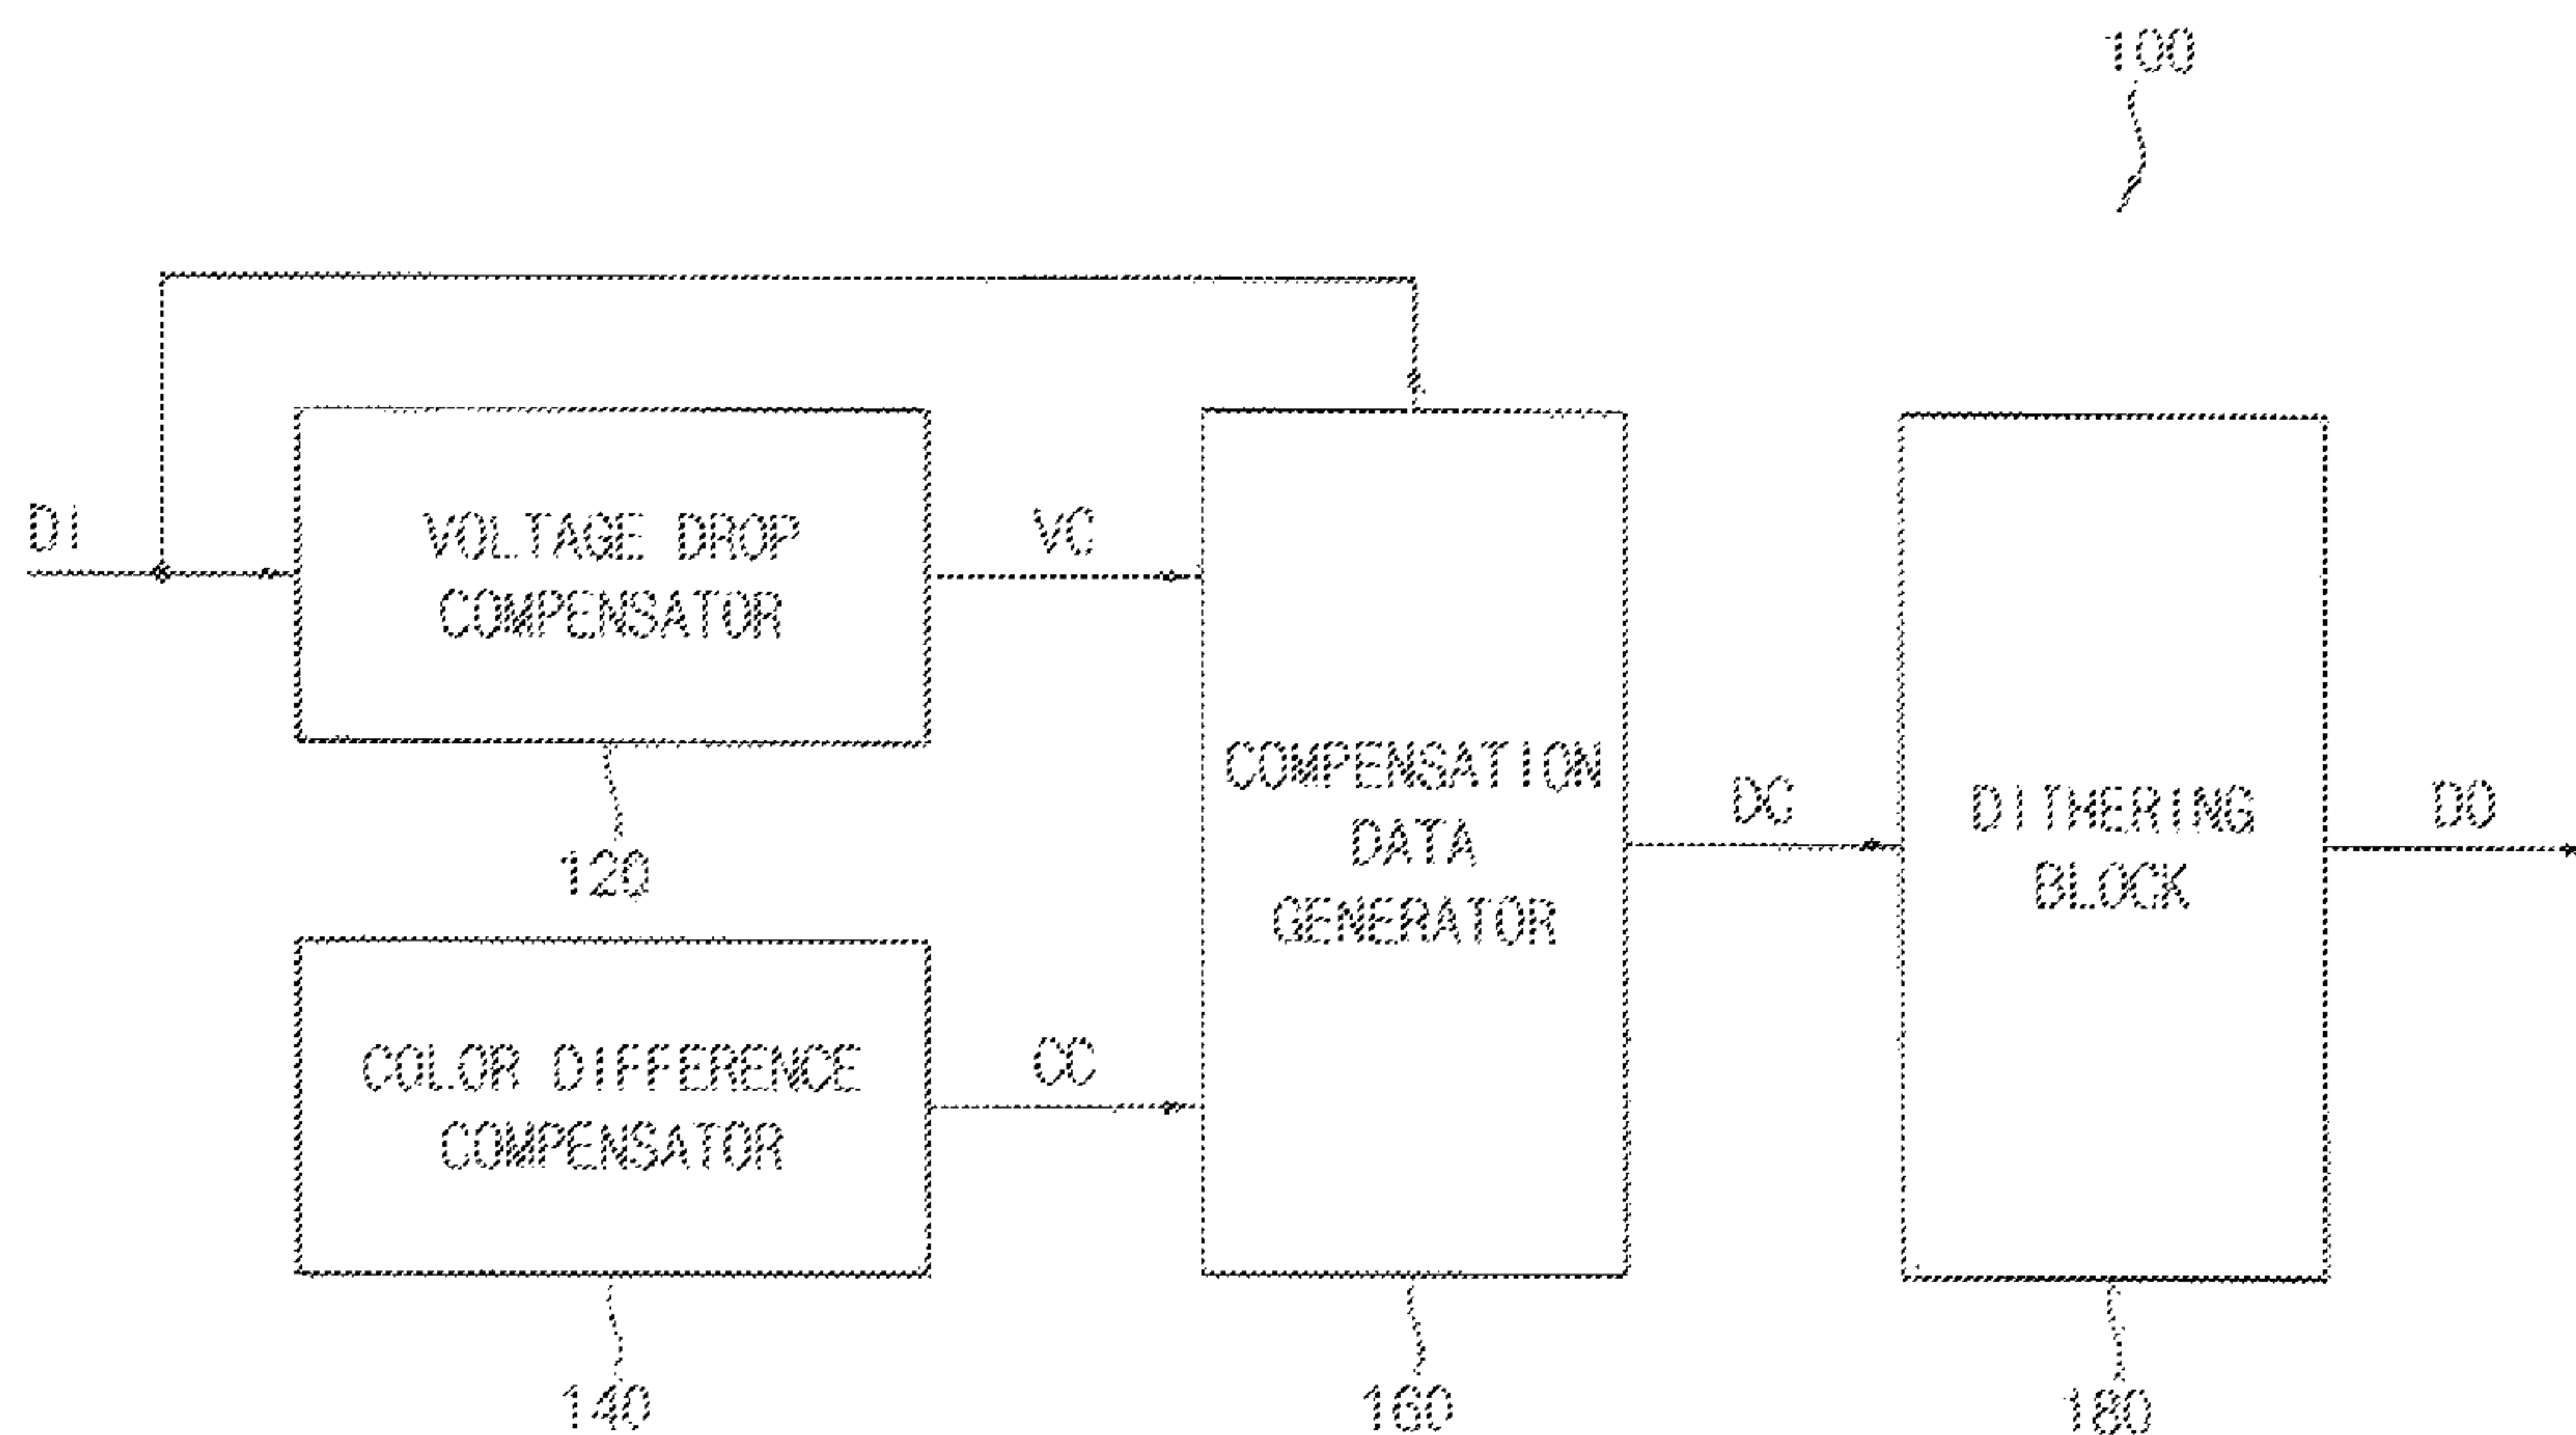 100
DI
VOLTAGE DROP
COMPENSATOR
VC
120
COLOR DIFFERENCE
COMPENSATOR
CC
140
COMPENSATION
DATA
GENERATOR
160
DC
DITHERING
BLOCK
180
DO